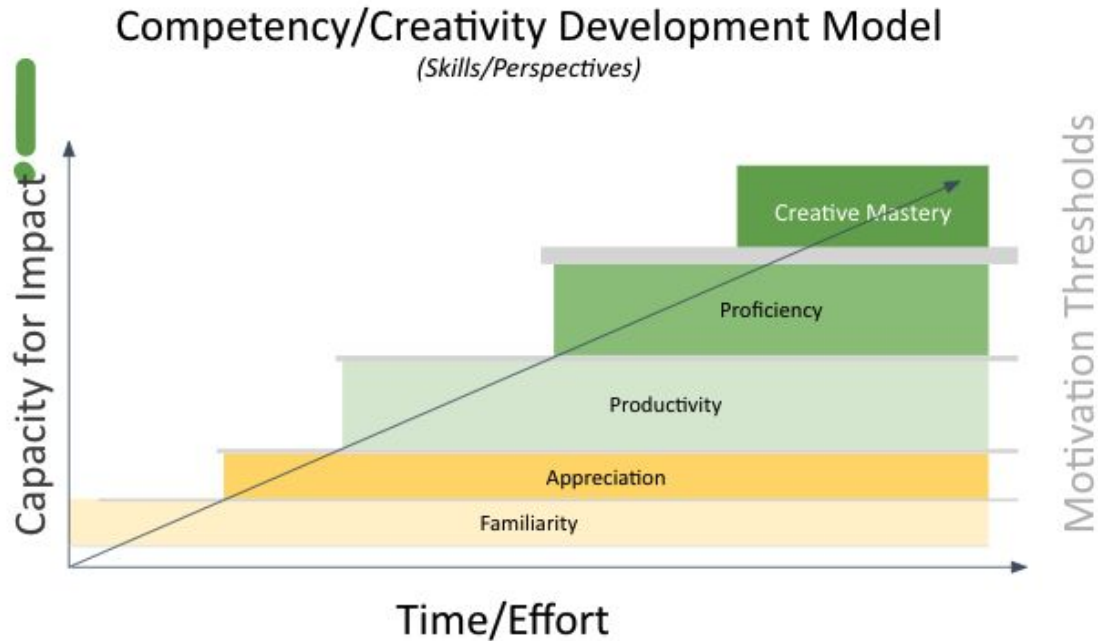 Competency/Creativity Development Model
(Skills/Perspectives)
Capacity for Impact
Creative Mastery
Proficiency
Productivity
Appreciation
Familiarity
Motivation Thresholds
Time/Effort